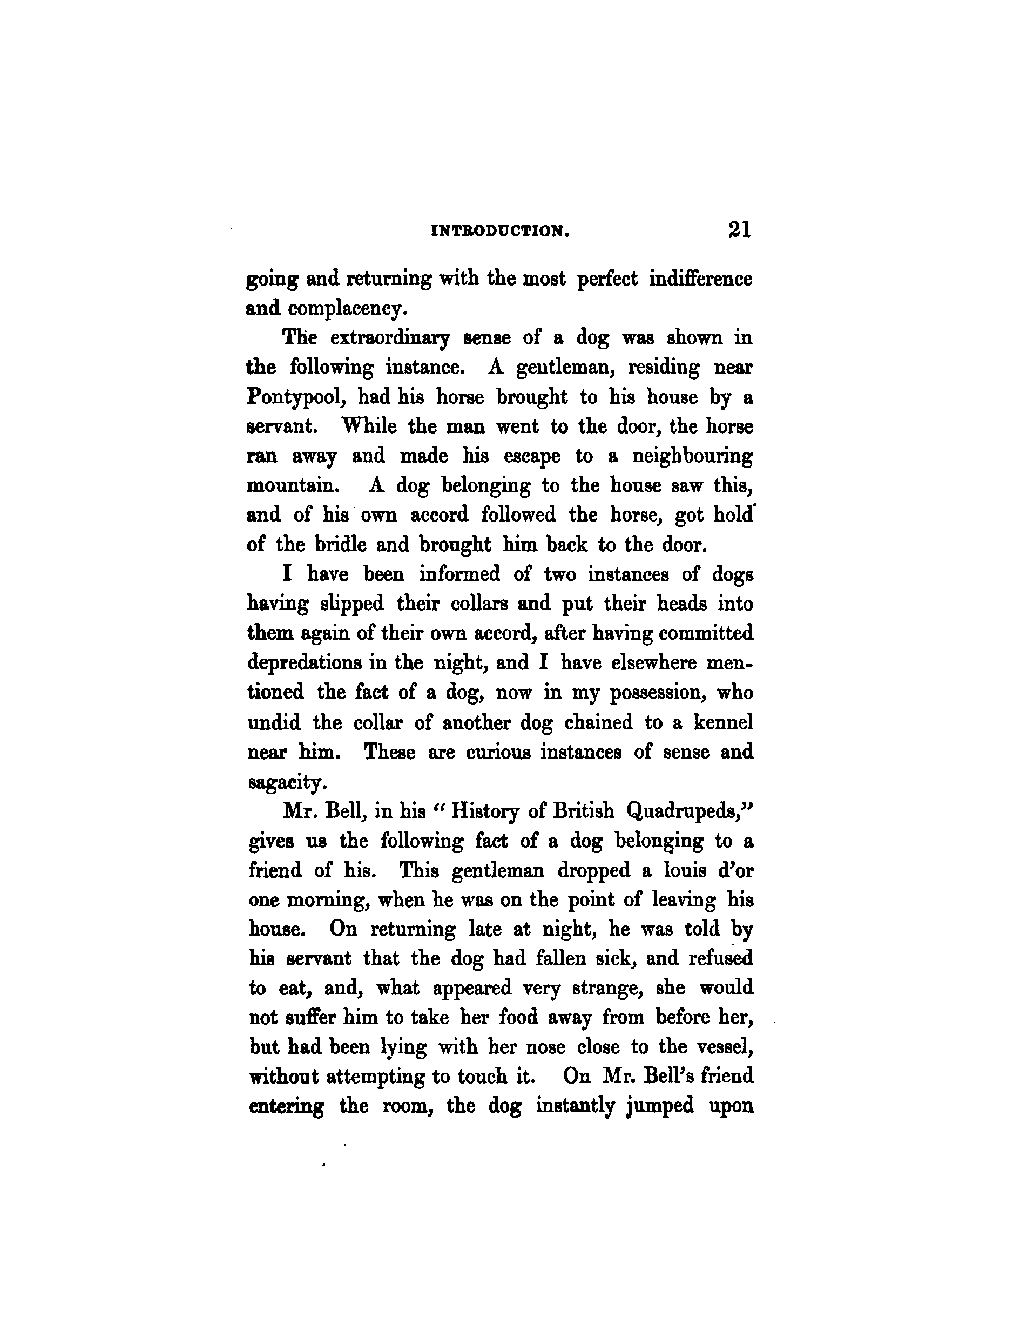 INTRODUCTION. 21
going and returning with the most perfect indifference
and complacency.
The extraordinary sense of a dog was shown in
the following instance. A gentleman, residing near
Pontypool, had his horse brought to his house by a
servant. While the man went to the door, the horse
ran away and made his escape to a neighbouring
mountain. A dog belonging to the house saw this,
and of his own accord followed the horse, got hold
of the bridle and brought him back to the door.
I have been informed of two instances of dogs
having slipped their collars and put their heads into
them again of their own accord, after having committed
depredations in the night, and I have elsewhere men-
tioned the fact of a dog, now in my possession, who
undid the collar of another dog chained to a kennel
near him. These are curious instances of sense and
sagacity.
Mr. Bell, in his "History of British Quadrupeds,"
gives us the following fact of a dog belonging to a
friend of his. This gentleman dropped a louis d'or
one morning, when he was on the point of leaving his
house. On returning late at night, he was told by
his servant that the dog had fallen sick, and refused
to eat, and, what appeared very strange, she would
not suffer him to take her food away from before her,
but had been lying with her nose close to the vessel,
without attempting to touch it. On Mr. Bell's friend
entering the room, the dog instantly jumped upon